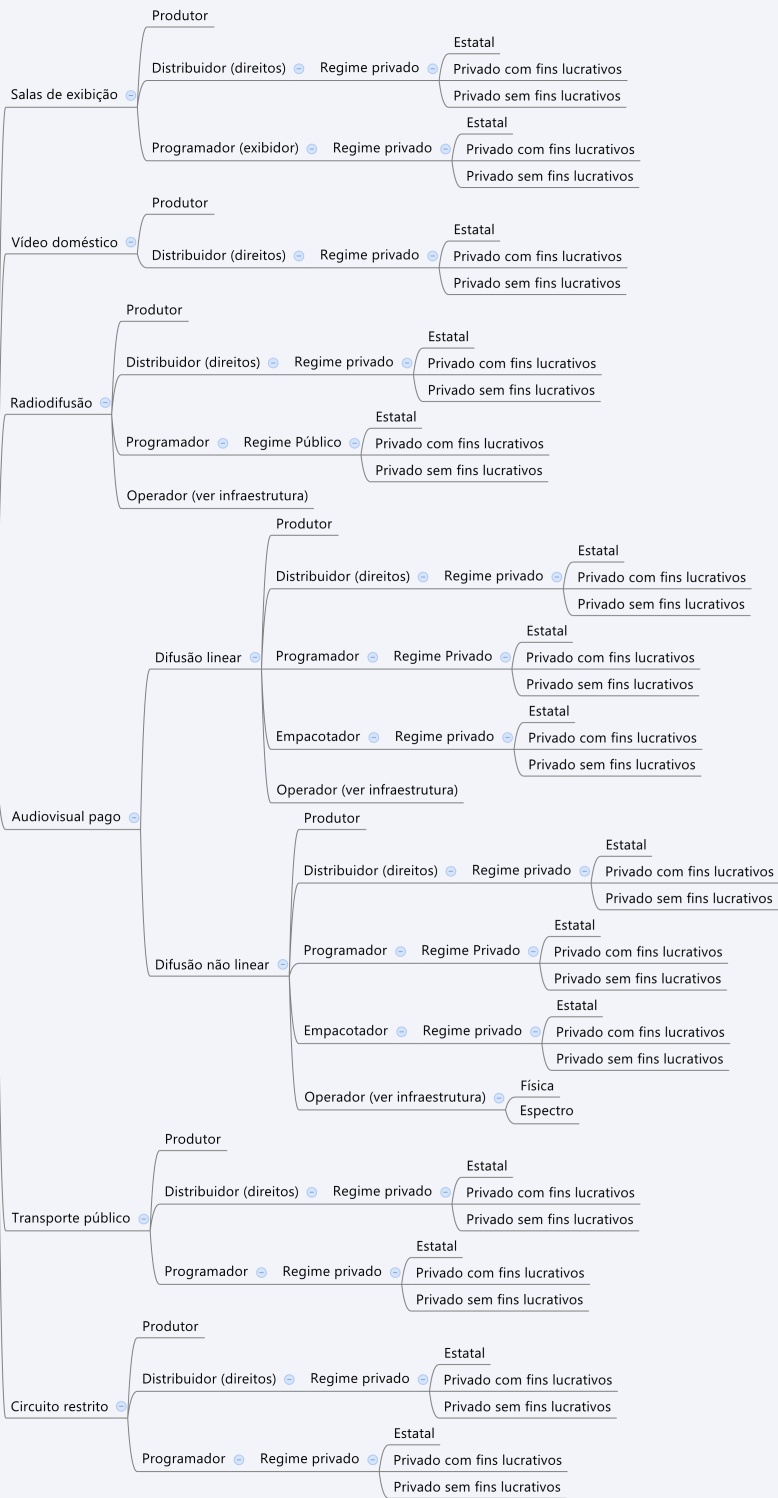 Salas de exibição
Produtor
Distribuidor (direitos)
Regime privado
Estatal
Privado com fins lucrativos
Privado sem fins lucrativos
Programador (exibidor)
Regime privado
Estatal
Privado com fins lucrativos
Privado sem fins lucrativos
Vídeo doméstico
Produtor
Distribuidor (direitos)
Regime privado
Estatal
Privado com fins lucrativos
Privado sem fins lucrativos
Radiodifusão
Produtor
Distribuidor (direitos)
Regime privado
Estatal
Privado com fins lucrativos
Privado sem fins lucrativos
Programador
Regime Público
Estatal
Privado com fins lucrativos
Privado sem fins lucrativos
Operador (ver infraestrutura)
Audiovisual pago
Difusão linear
Produtor
Distribuidor (direitos)
Regime privado
Estatal
Privado com fins lucrativos
Privado sem fins lucrativos
Programador
Regime Privado
Estatal
Privado com fins lucrativos
Privado sem fins lucrativos
Empacotador
Regime privado
Estatal
Privado com fins lucrativos
Privado sem fins lucrativos
Operador (ver infraestrutura)
Difusão não linear
Produtor
Distribuidor (direitos)
Regime privado
Estatal
Privado com fins lucrativos
Privado sem fins lucrativos
Programador
Regime Privado
Estatal
Privado com fins lucrativos
Privado sem fins lucrativos
Empacotador
Regime privado
Estatal
Privado com fins lucrativos
Privado sem fins lucrativos
Operador (ver infraestrutura)
Física
Espectro
Transporte público
Produtor
Distribuidor (direitos)
Regime privado
Estatal
Privado com fins lucrativos
Privado sem fins lucrativos
Programador
Regime privado
Estatal
Privado com fins lucrativos
Privado sem fins lucrativos
Circuito restrito
Produtor
Distribuidor (direitos)
Regime privado
Estatal
Privado com fins lucrativos
Privado sem fins lucrativos
Programador
Regime privado
Estatal
Privado com fins lucrativos
Privado sem fins lucrativos